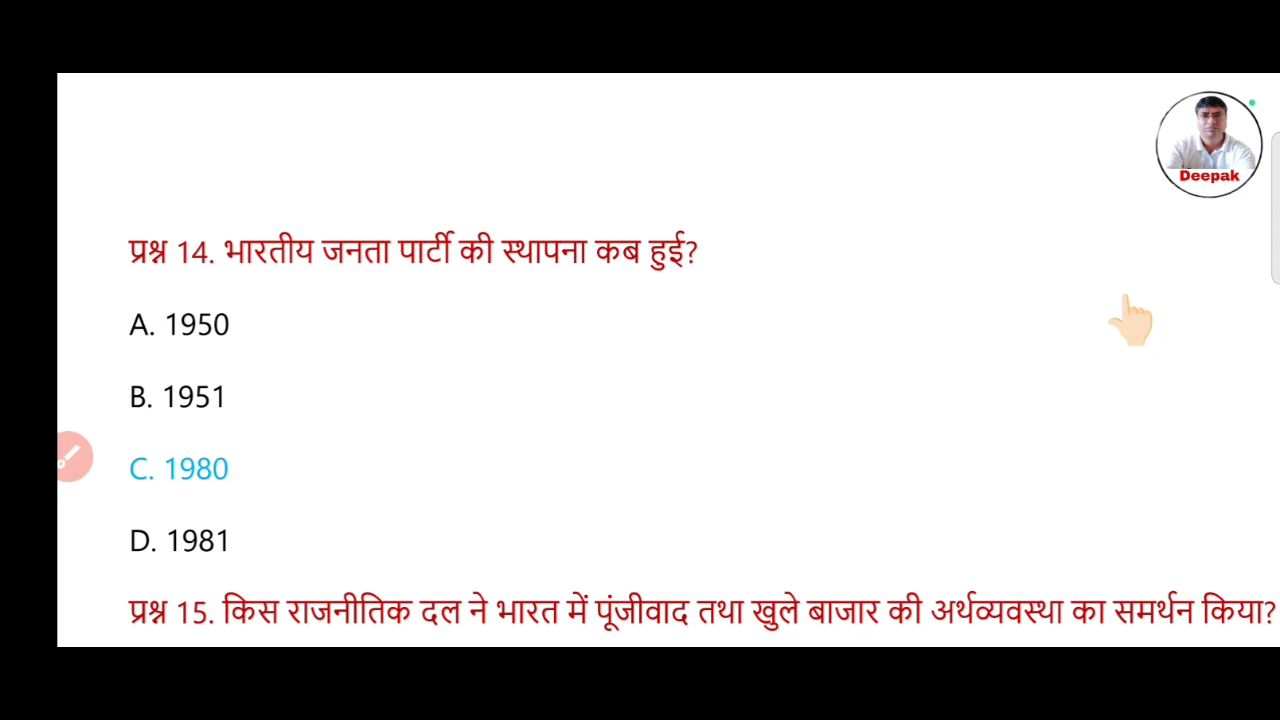 Deepak
प्रश्न 14. भारतीय जनता पार्टी की स्थापना कब हुई?
A. 1950
B. 1951
C. 1980
D. 1981
प्रश्न 15. किस राजनीतिक दल ने भारत में पूंजीवाद तथा खुले बाजार की अर्थव्यवस्था का समर्थन किया?